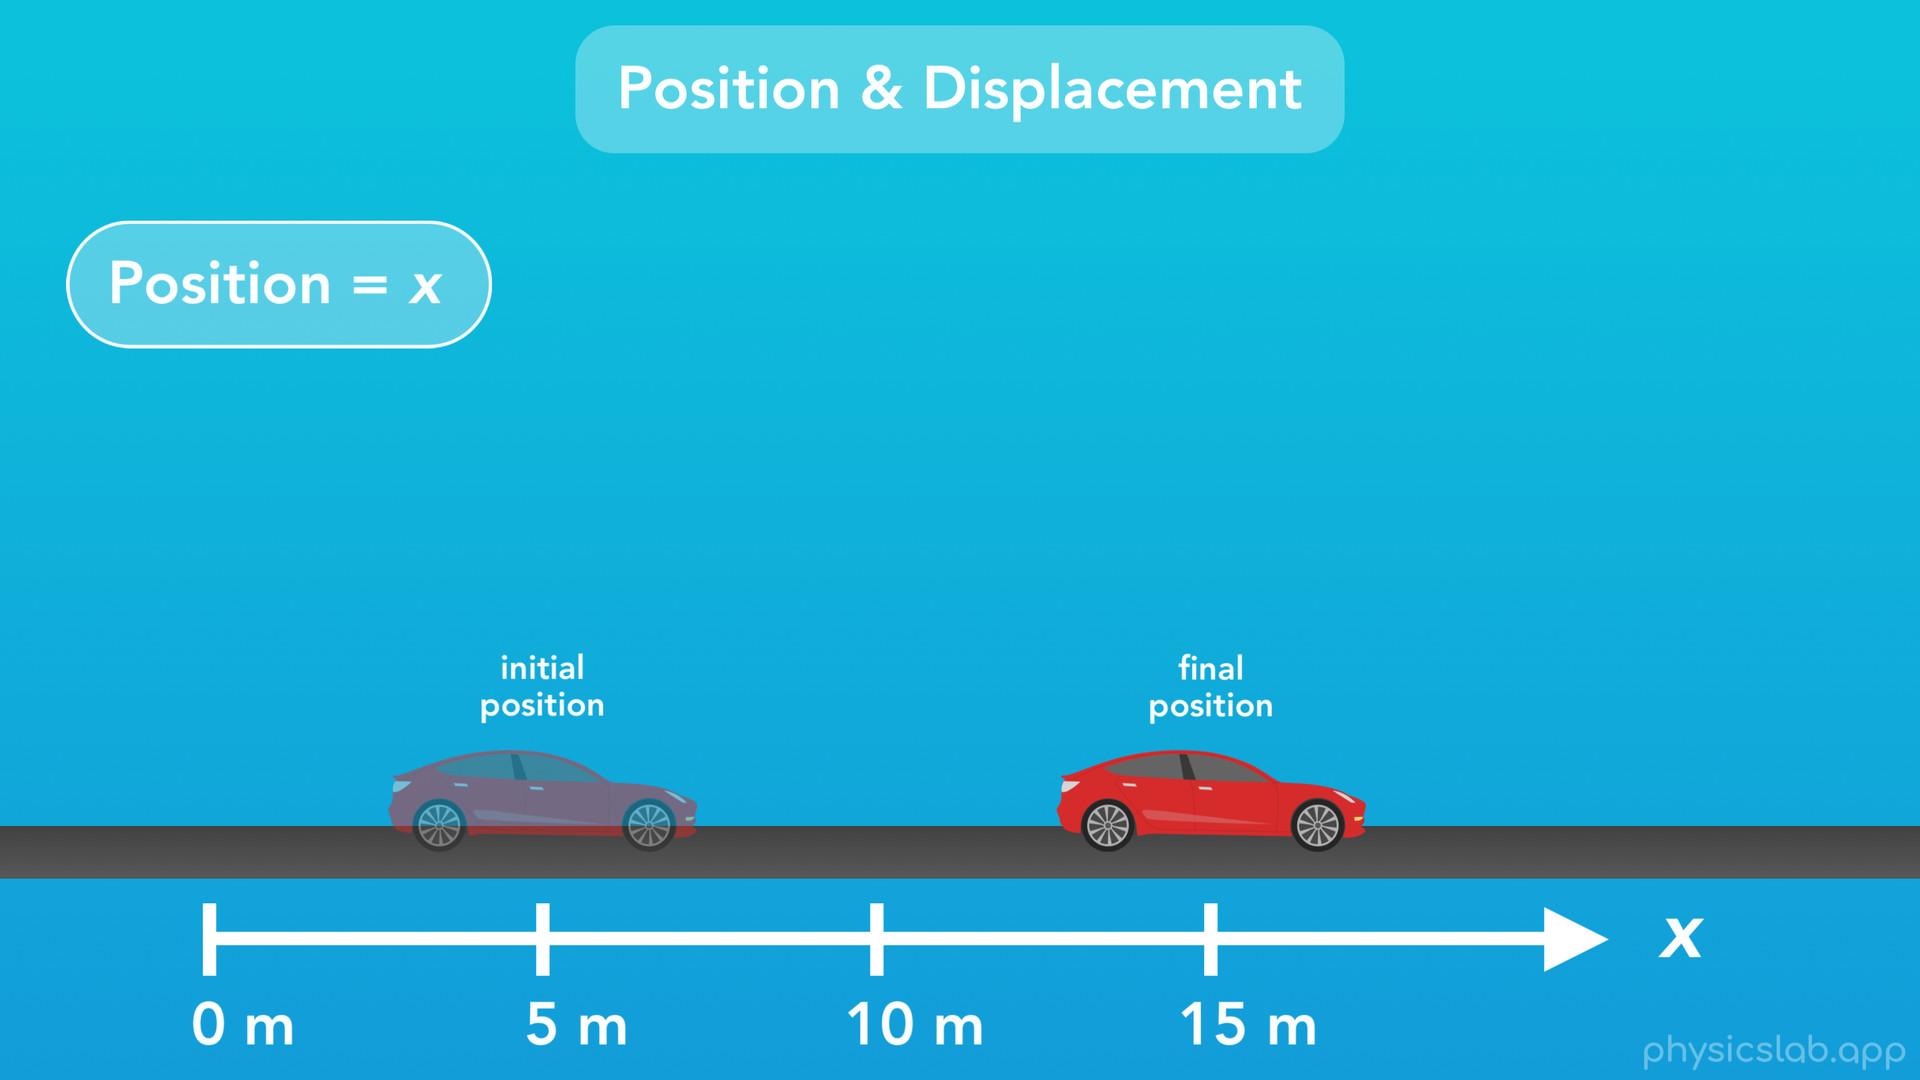 Position & Displacement
Position = x
initial
position
final
position
x
0 m
5 m
10 m
15 m
physicslab.app